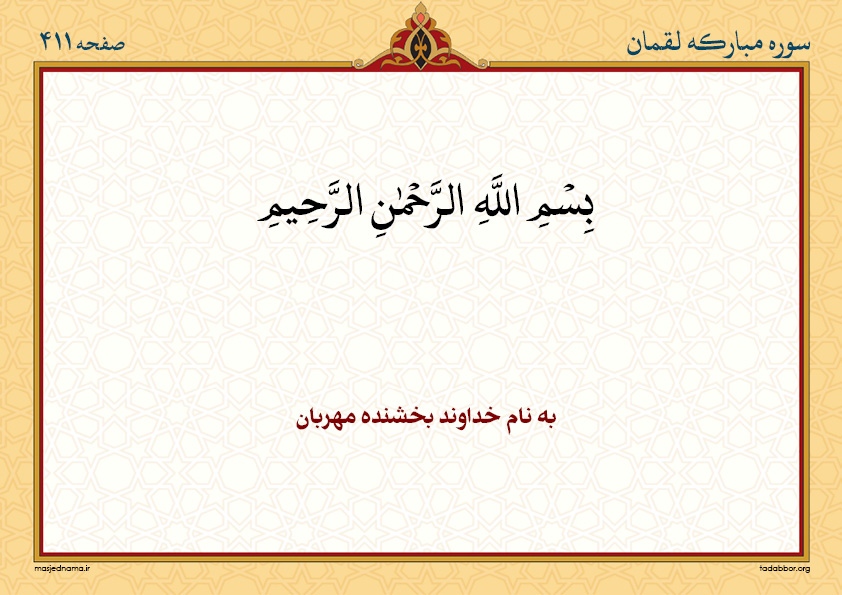 سوره مبارکه لقمان
صفحه ۴۱۱
بِسْمِ اللَّهِ الرَّحْمَٰنِ الرَّحِيمِ
به نام خداوند بخشنده مهربان
masjednama.ir
tadabbor.org